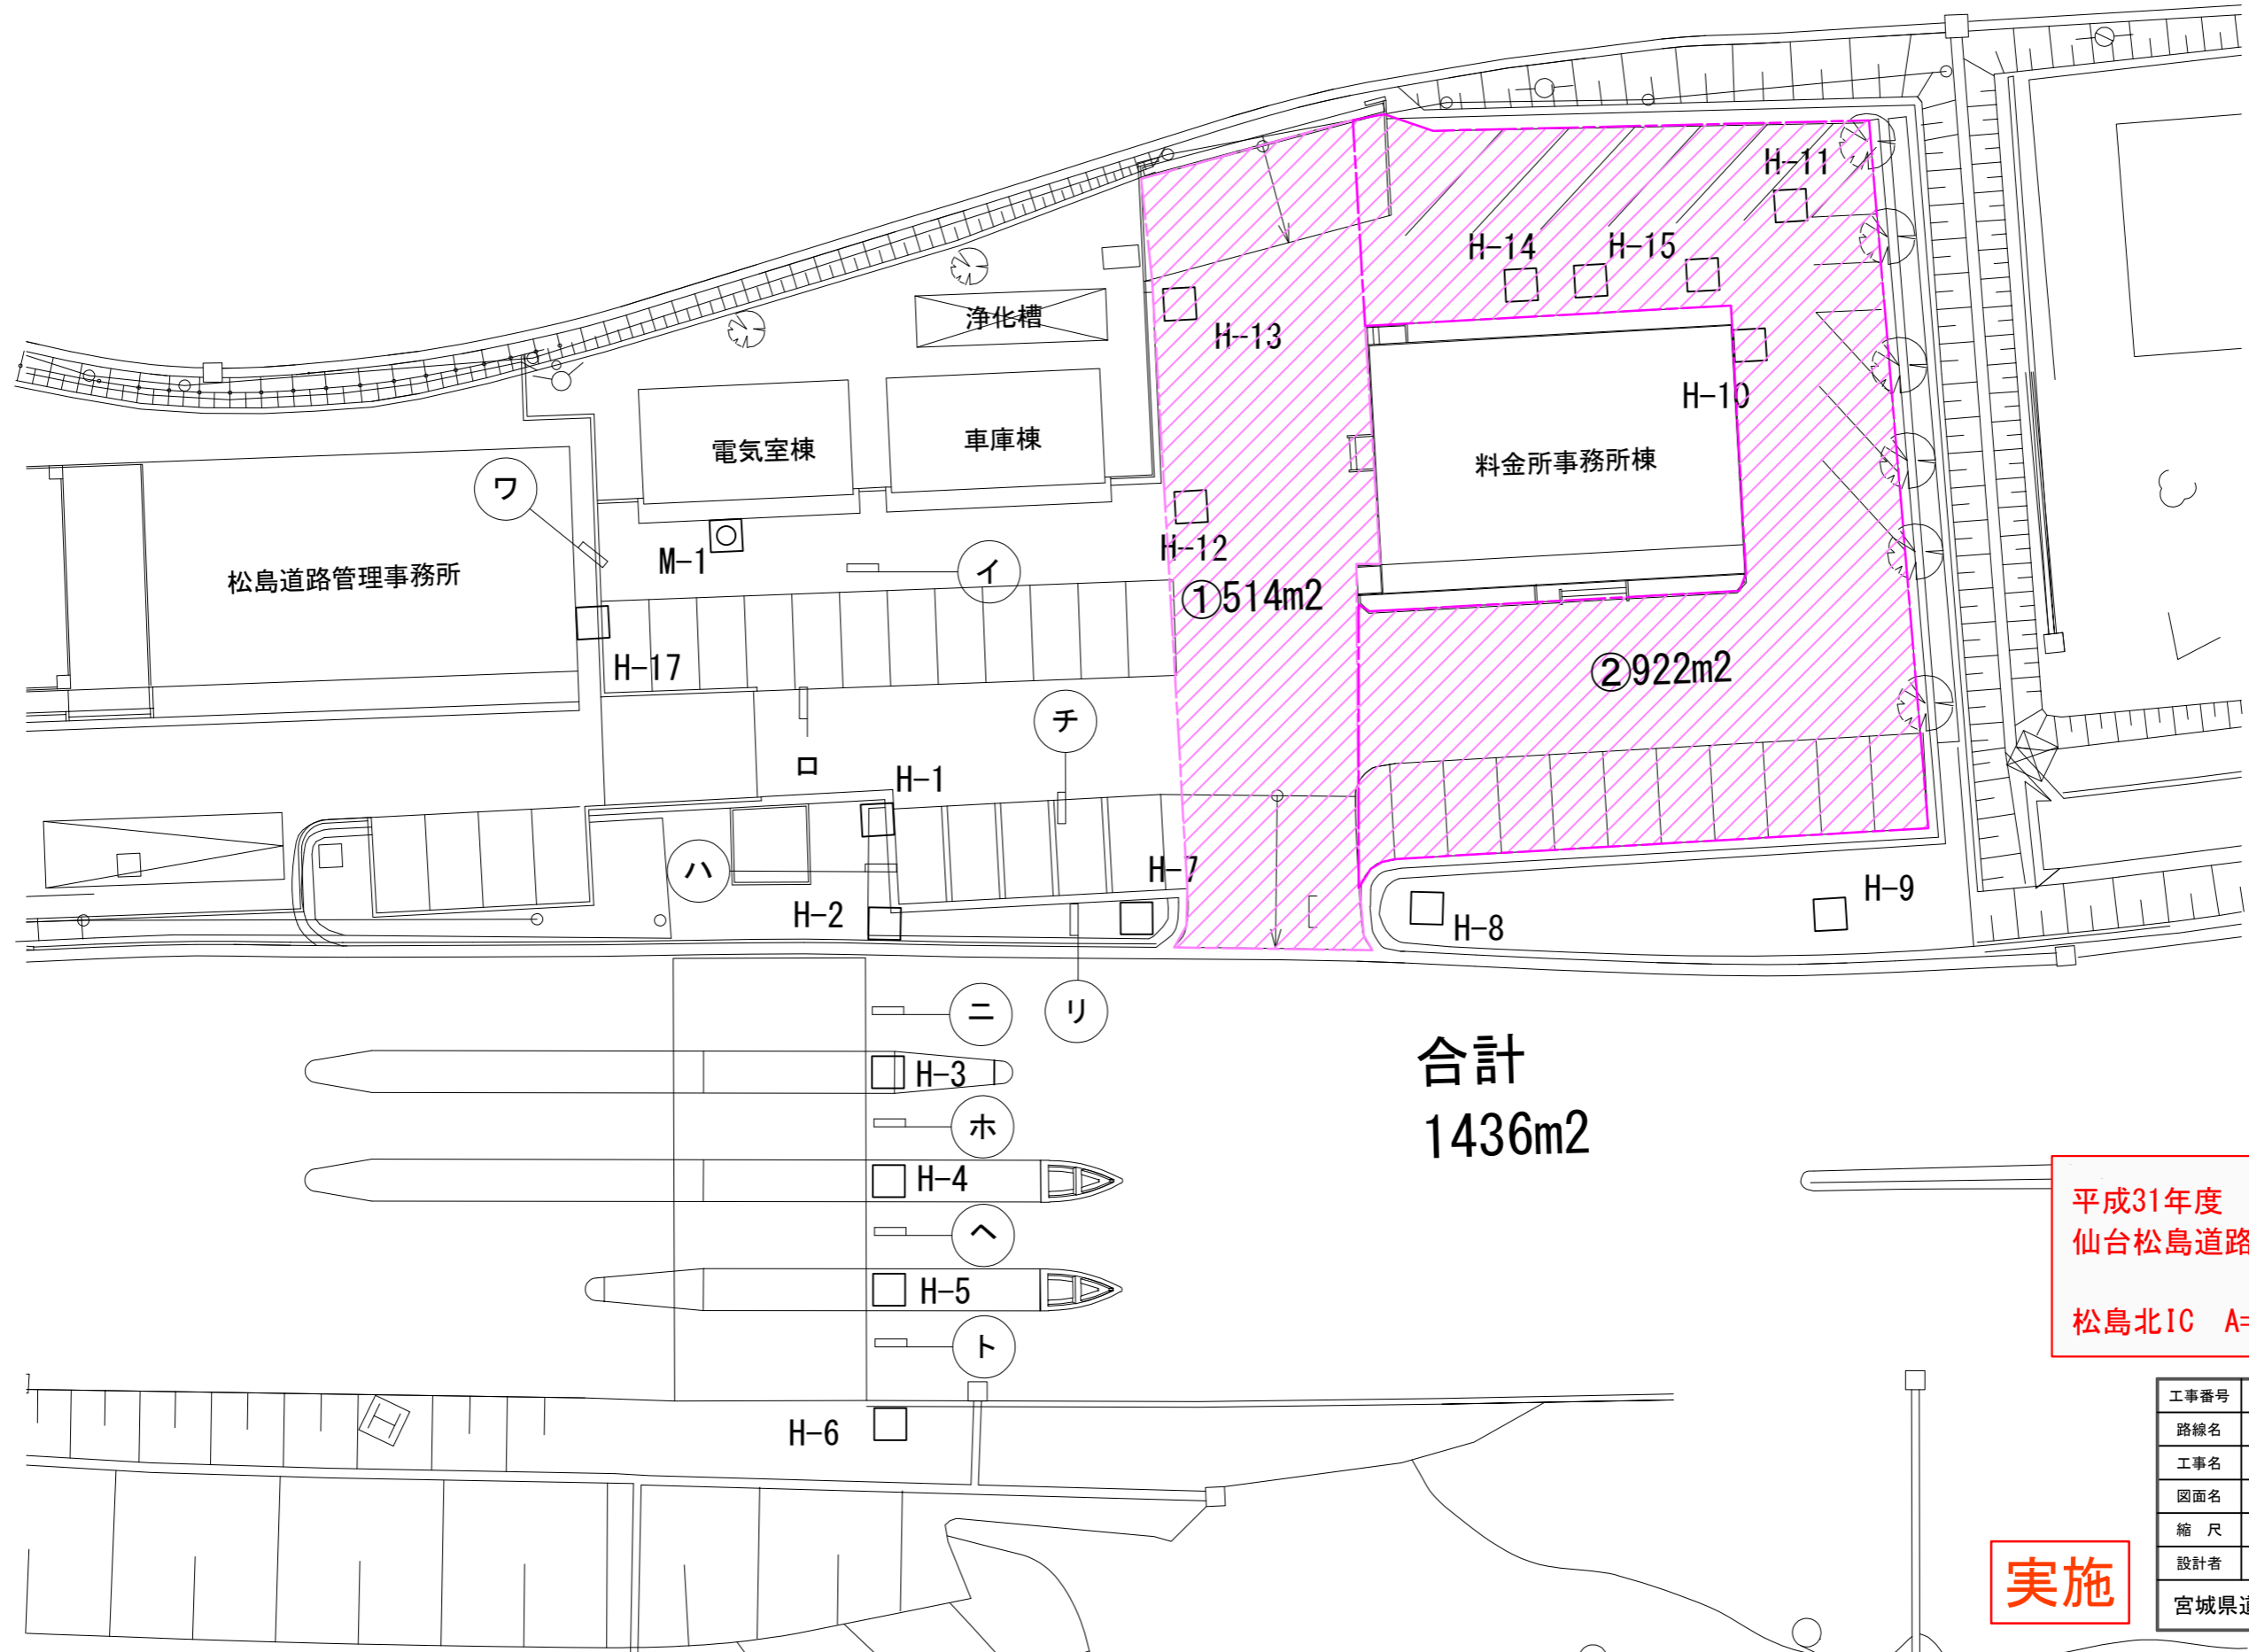 H-11
H-14
H-15
浄化槽
H-13
H-10
電気室棟
車庫棟
料金所事務所棟
ワ
M-1
H-12
イ
松島道路管理事務所
①514m2
H-17
②922m2
チ
ロ
H-1
ハ
H-7
H-2
H-8
H-9
ニ
リ
合計
1436m2
H-3
ホ
H-4
ヘ
H-5
ト
H-6
平成31年度
仙台松島道路
松島北IC A=
工事番号
路線名
工事名
図面名
縮 尺
設計者
宮城県道
実施